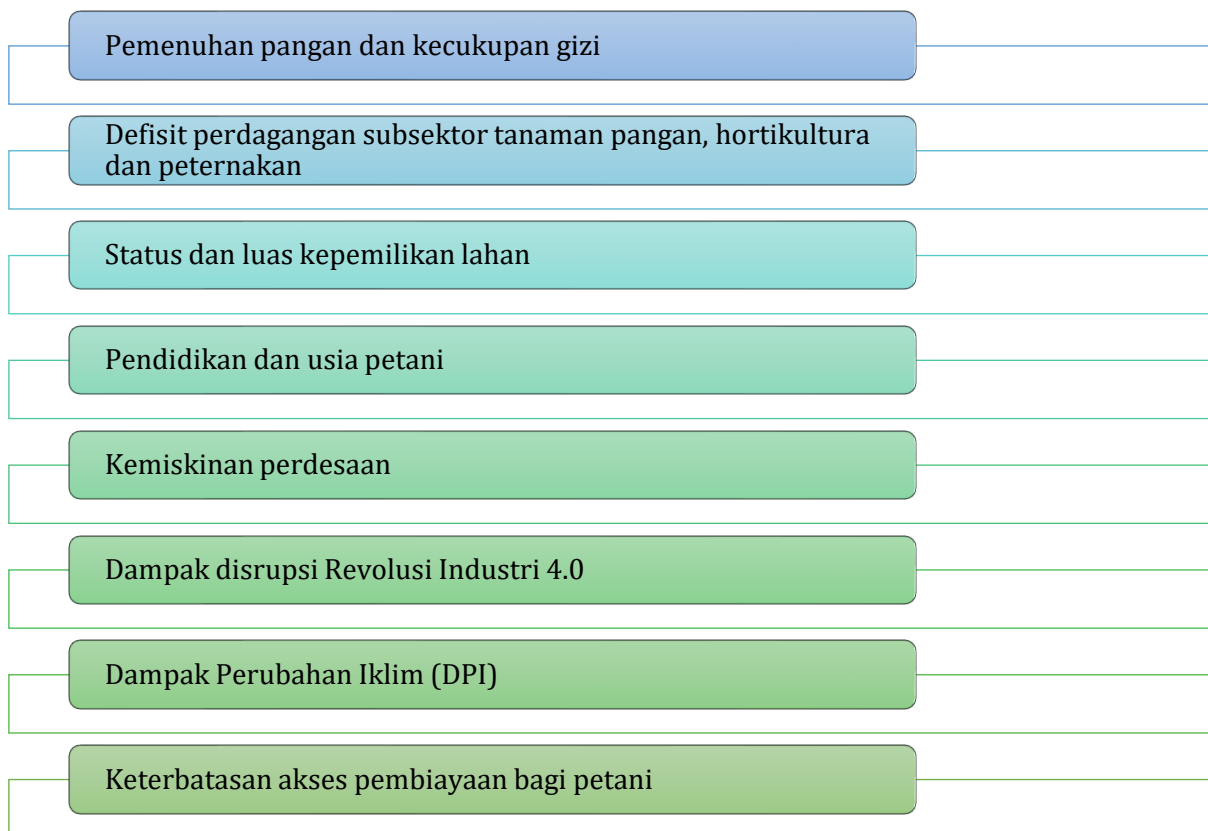 Pemenuhan pangan dan kecukupan gizi
Defisit perdagangan subsektor tanaman pangan, hortikultura
dan peternakan
Status dan luas kepemilikan lahan
Pendidikan dan usia petani
Kemiskinan perdesaan
Dampak disrupsi Revolusi Industri 4.0
Dampak Perubahan Iklim (DPI)
Keterbatasan akses pembiayaan bagi petani